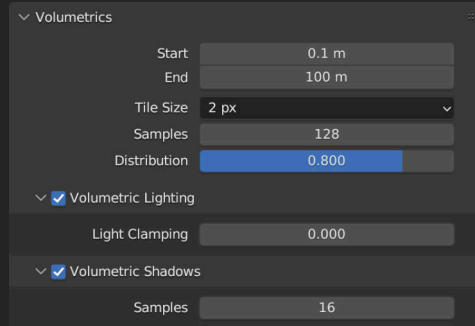 Volumetrics
Start 0.1 m
End 100 m
Tile Size 2 px
Samples 128
Distribution 0.800
Volumetric Lighting
Light Clamping 0.000
Volumetric Shadows
Samples 16